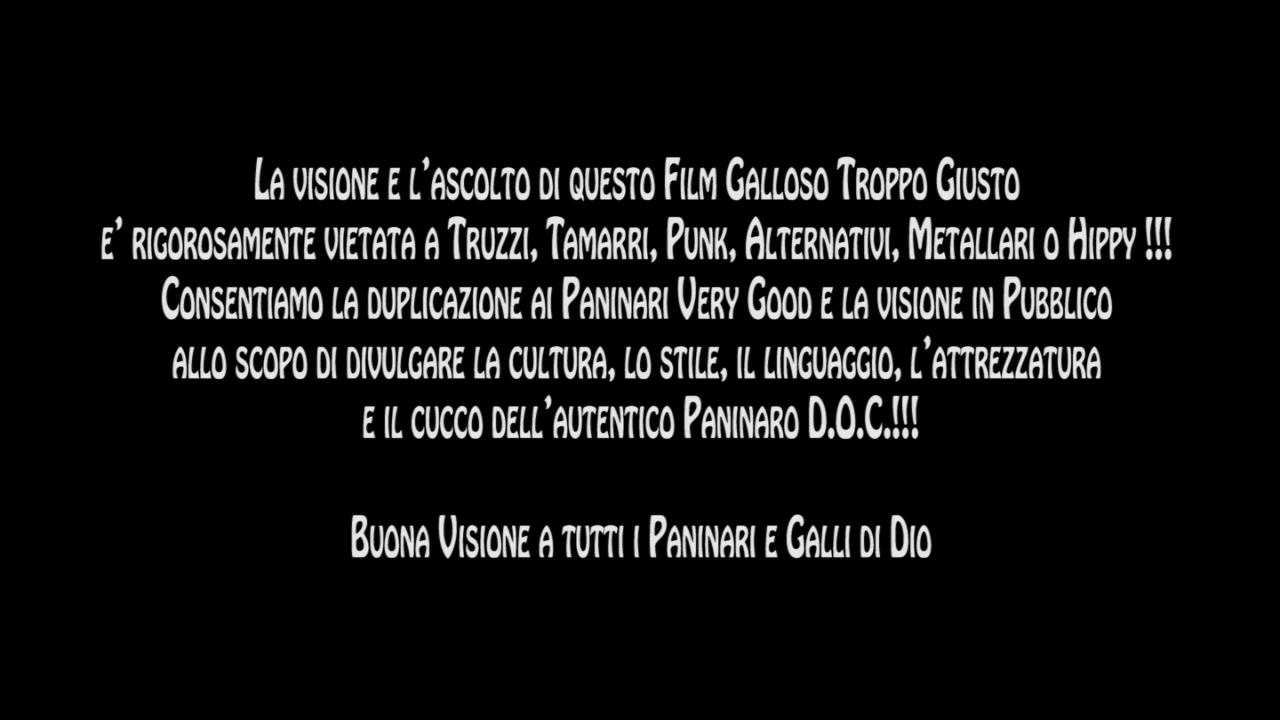 La visione e l'ascolto di questo Film Galloso Troppo Giusto
e' rigorosamente vietata a Truzzi, Tamarri, Punk, Alternativi, Metallari o Hippy !!!
Consentiamo la duplicazione ai Paninari Very Good e la visione in Pubblico
allo scopo di divulgare la cultura, lo stile, il linguaggio, l'attrezzatura
e il cucco dell'autentico Paninaro D.O.C.!!!
Buona Visione a tutti i Paninari e Galli di Dio